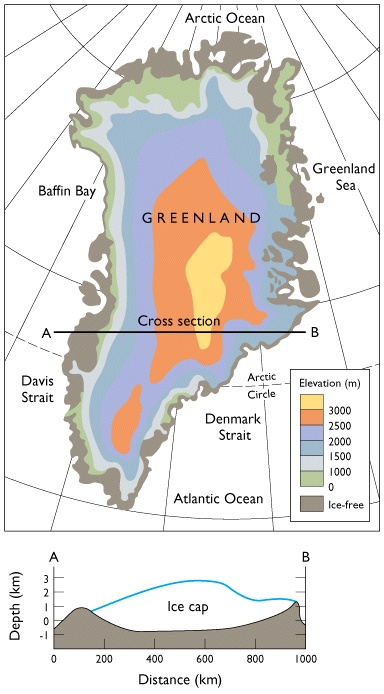 Arctic Ocean
Greenland
Sea
Baffin Bay
GREENLAND
Cross section
A
B
Davis
Strait
Arctic
Circle
Denmark
Strait
Atlantic Ocean
Elevation (m)
3000
2500
2000
1500
1000
0
Ice-free
A
B
Depth (km)
3
2
1
0
-1
Ice cap
0
200
400
600
800
1000
Distance (km)